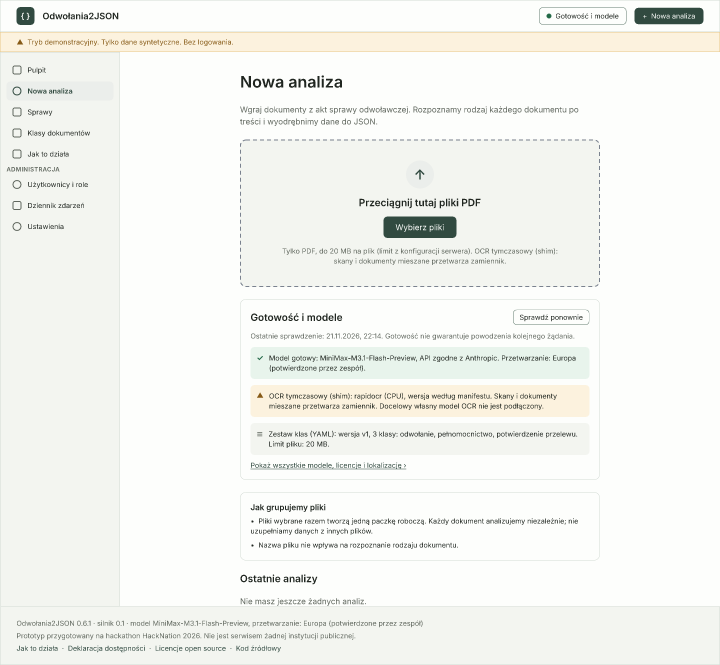 { } Odwołania2JSON
Gotowość i modele
+ Nowa analiza
Tryb demonstracyjny. Tylko dane syntetyczne. Bez logowania.
Pulpit
Nowa analiza
Sprawy
Klasy dokumentów
Jak to działa
ADMINISTRACJA
Użytkownicy i role
Dziennik zdarzeń
Ustawienia
Nowa analiza
Wgraj dokumenty z akt sprawy odwoławczej. Rozpoznamy rodzaj każdego dokumentu po
treści i wyodrębnimy dane do JSON.
Przeciągnij tutaj pliki PDF
Wybierz pliki
Tylko PDF, do 20 MB na plik (limit z konfiguracji serwera). OCR tymczasowy (shim):
skany i dokumenty mieszane przetwarza zamiennik.
Gotowość i modele
Sprawdź ponownie
Ostatnie sprawdzenie: 21.11.2026, 22:14. Gotowość nie gwarantuje powodzenia kolejnego żądania.
Model gotowy: MiniMax-M3.1-Flash-Preview, API zgodne z Anthropic. Przetwarzanie: Europa
(potwierdzone przez zespół).
OCR tymczasowy (shim): rapidocr (CPU), wersja według manifestu. Skany i dokumenty
mieszane przetwarza zamiennik. Docelowy własny model OCR nie jest podłączony.
Zestaw klas (YAML): wersja v1, 3 klasy: odwołanie, pełnomocnictwo, potwierdzenie przelewu.
Limit pliku: 20 MB.
Pokaż wszystkie modele, licencje i lokalizację ›
Jak grupujemy pliki
• Pliki wybrane razem tworzą jedną paczkę roboczą. Każdy dokument analizujemy niezależnie; nie
uzupełniamy danych z innych plików.
• Nazwa pliku nie wpływa na rozpoznanie rodzaju dokumentu.
Ostatnie analizy
Nie masz jeszcze żadnych analiz.
Odwołania2JSON 0.6.1 · silnik 0.1 · model MiniMax-M3.1-Flash-Preview, przetwarzanie: Europa (potwierdzone przez zespół)
Prototyp przygotowany na hackathon HackNation 2026. Nie jest serwisem żadnej instytucji publicznej.
Jak to działa · Deklaracja dostępności · Licencje open source · Kod źródłowy